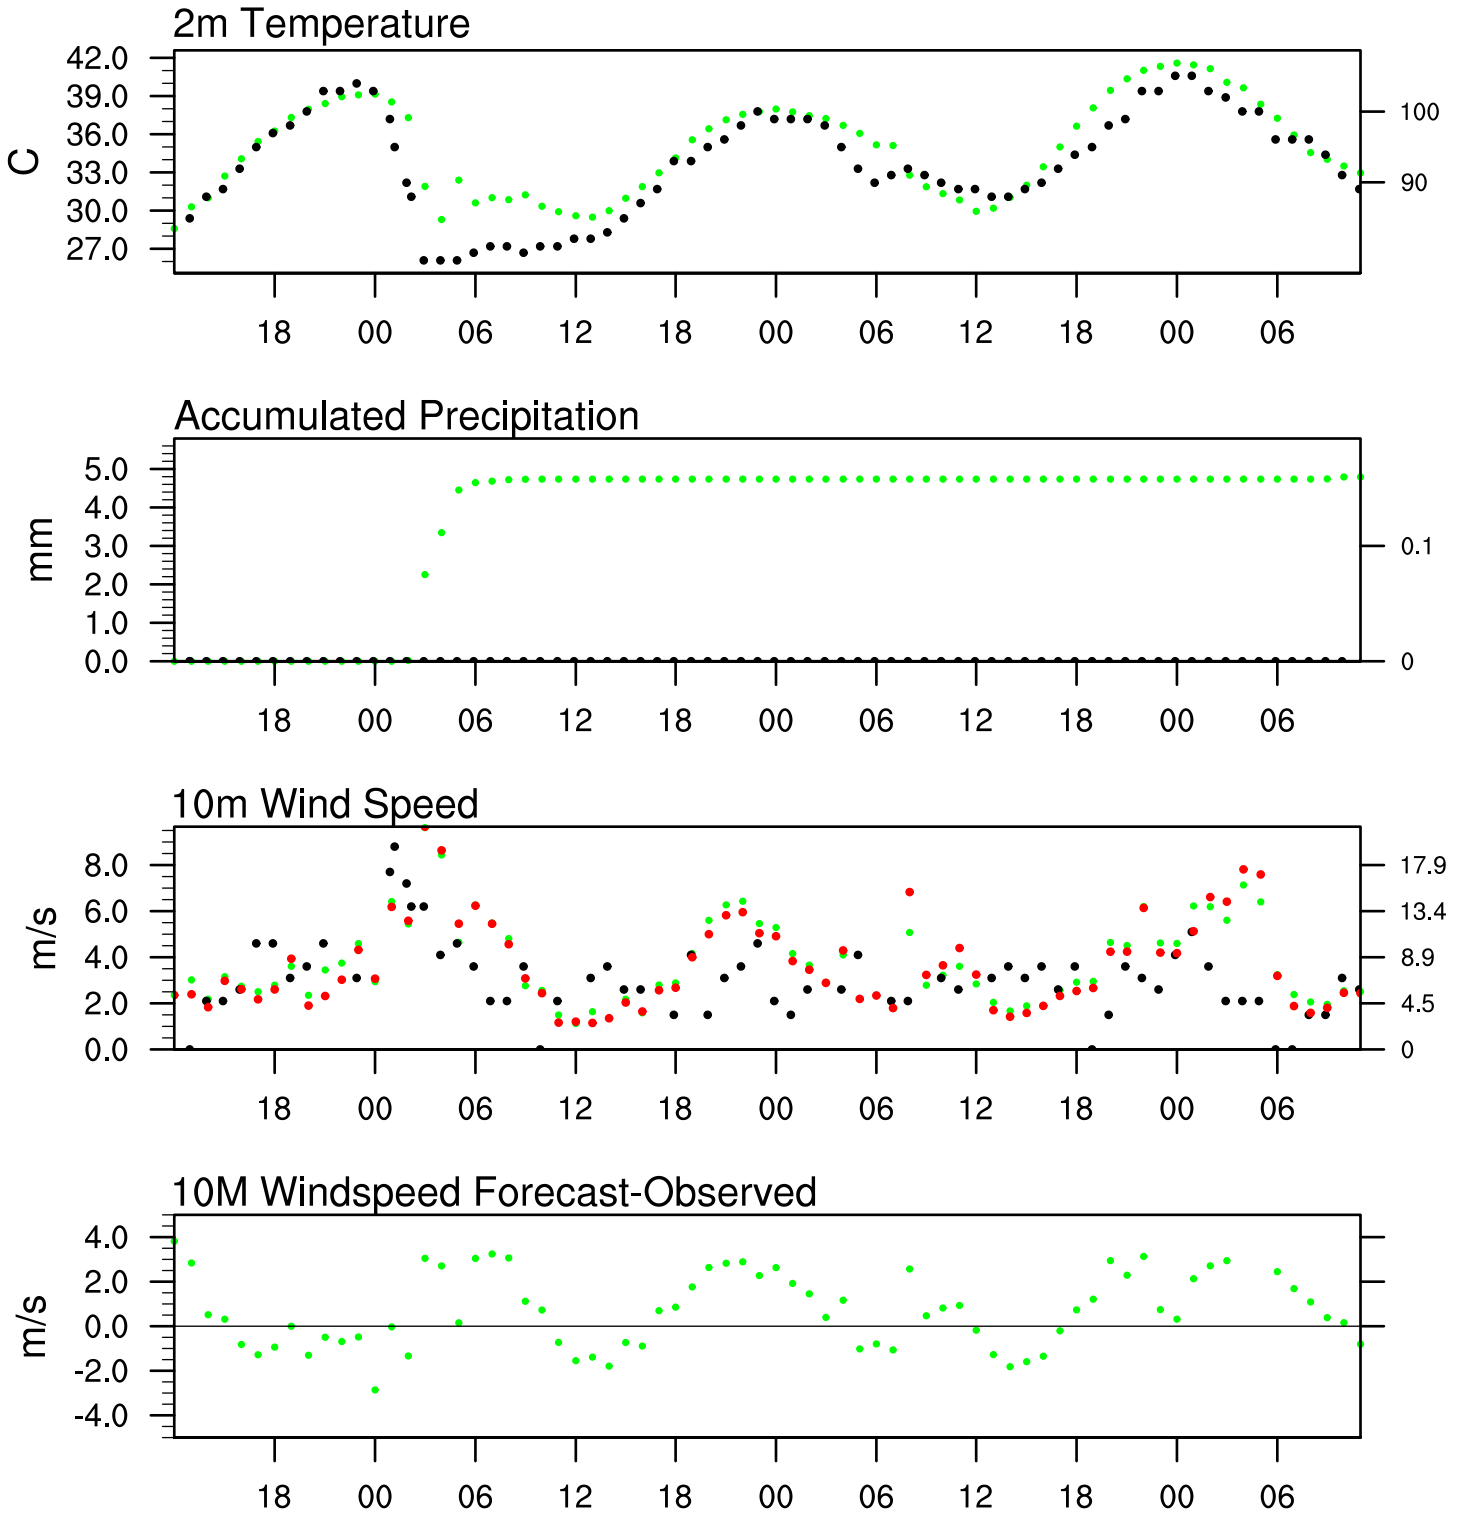 2m Temperature
42.0
39.0
36.0
33.0
30.0
27.0
C
100
90
18 00 06 12 18 00 06 12 18 00 06
Accumulated Precipitation
5.0
4.0
3.0
2.0
1.0
0.0
mm
0.1
0
18 00 06 12 18 00 06 12 18 00 06
10m Wind Speed
8.0
6.0
4.0
2.0
0.0
m/s
17.9
13.4
8.9
4.5
0
18 00 06 12 18 00 06 12 18 00 06
10M Windspeed Forecast-Observed
4.0
2.0
0.0
-2.0
-4.0
m/s
18 00 06 12 18 00 06 12 18 00 06